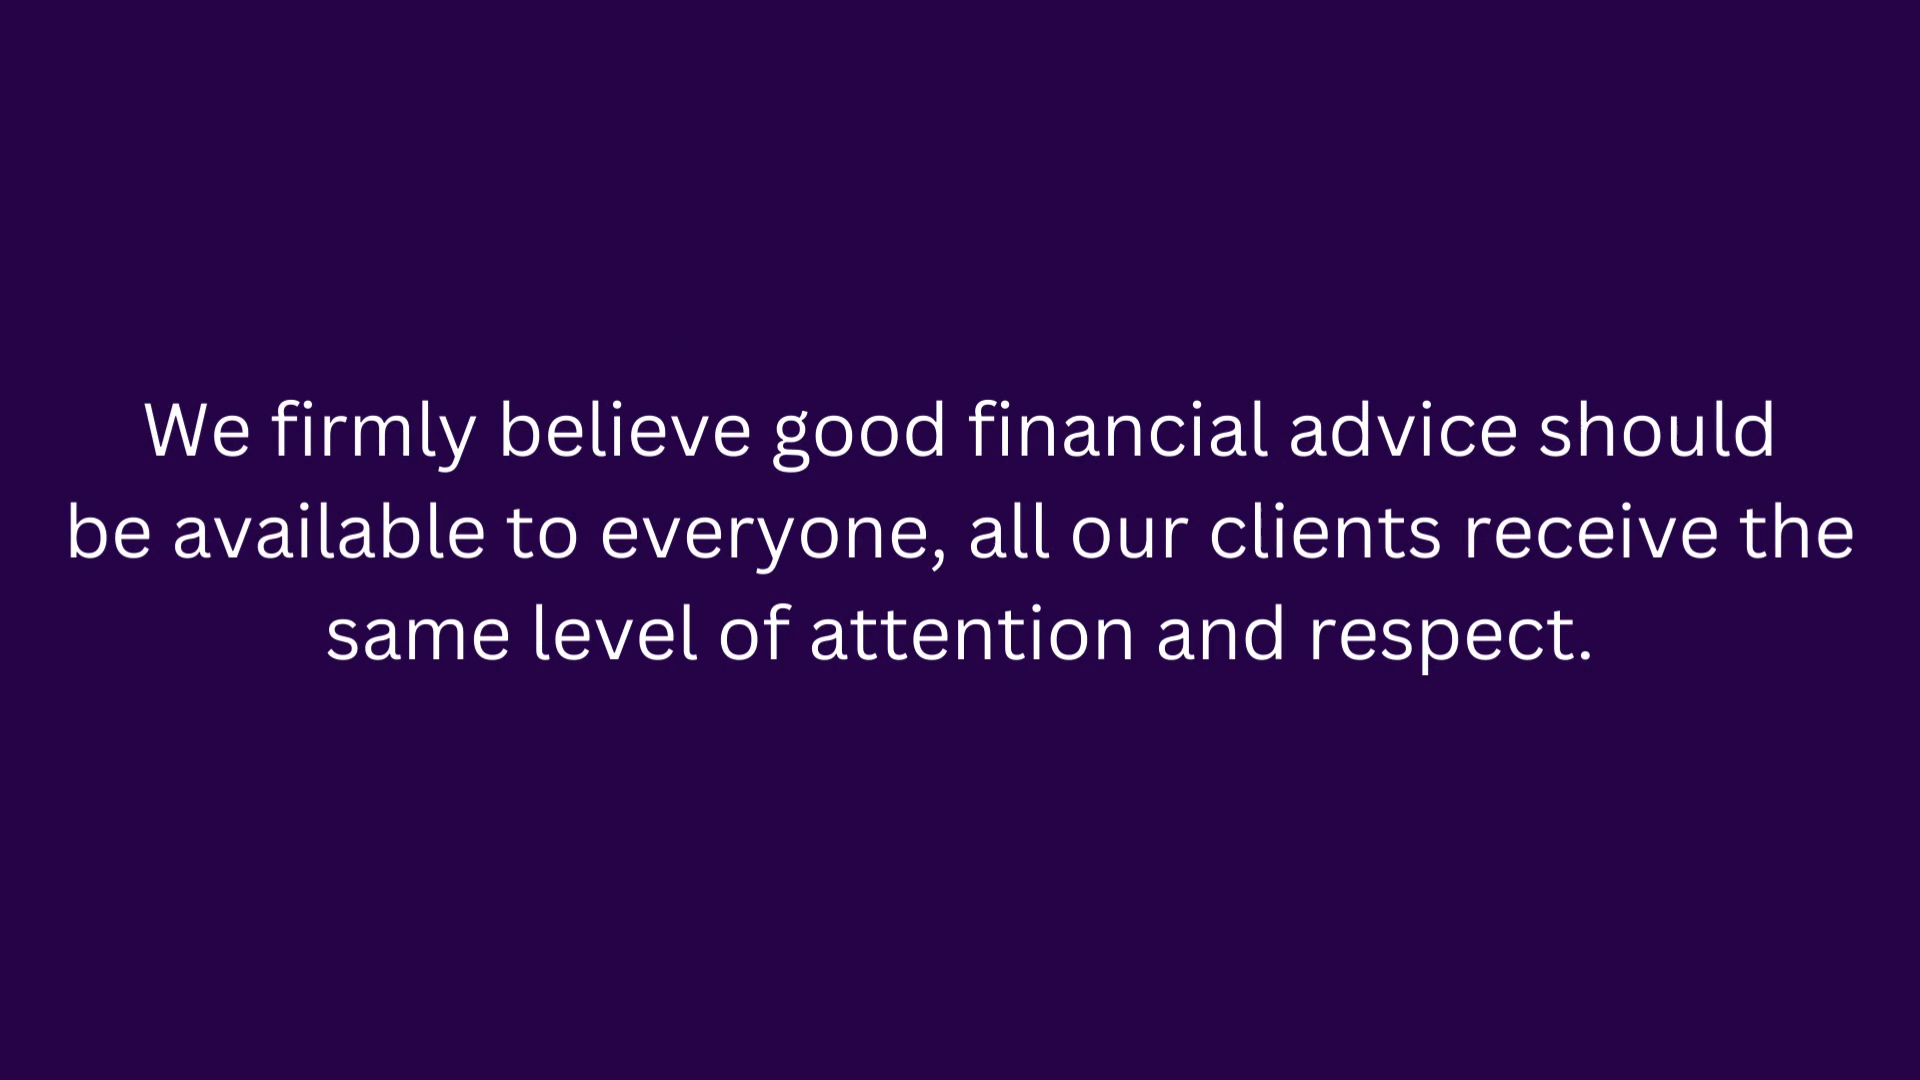 We firmly believe good financial advice should
be available to everyone, all our clients receive the
same level of attention and respect.